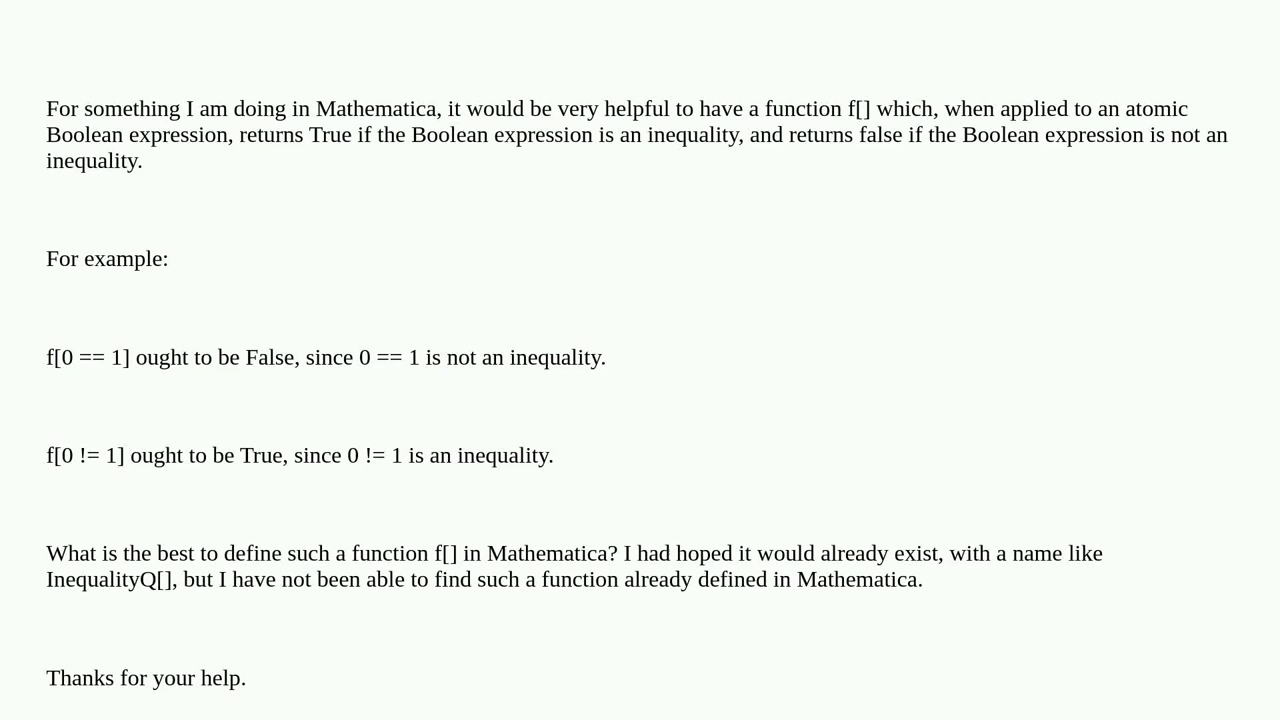 For something I am doing in Mathematica, it would be very helpful to have a function f[] which, when applied to an atomic
Boolean expression, returns True if the Boolean expression is an inequality, and returns false if the Boolean expression is not an
inequality.
For example:
f[0 == 1] ought to be False, since 0 == 1 is not an inequality.
f[0 != 1] ought to be True, since 0 != 1 is an inequality.
What is the best to define such a function f[] in Mathematica? I had hoped it would already exist, with a name like
InequalityQ[], but I have not been able to find such a function already defined in Mathematica.
Thanks for your help.